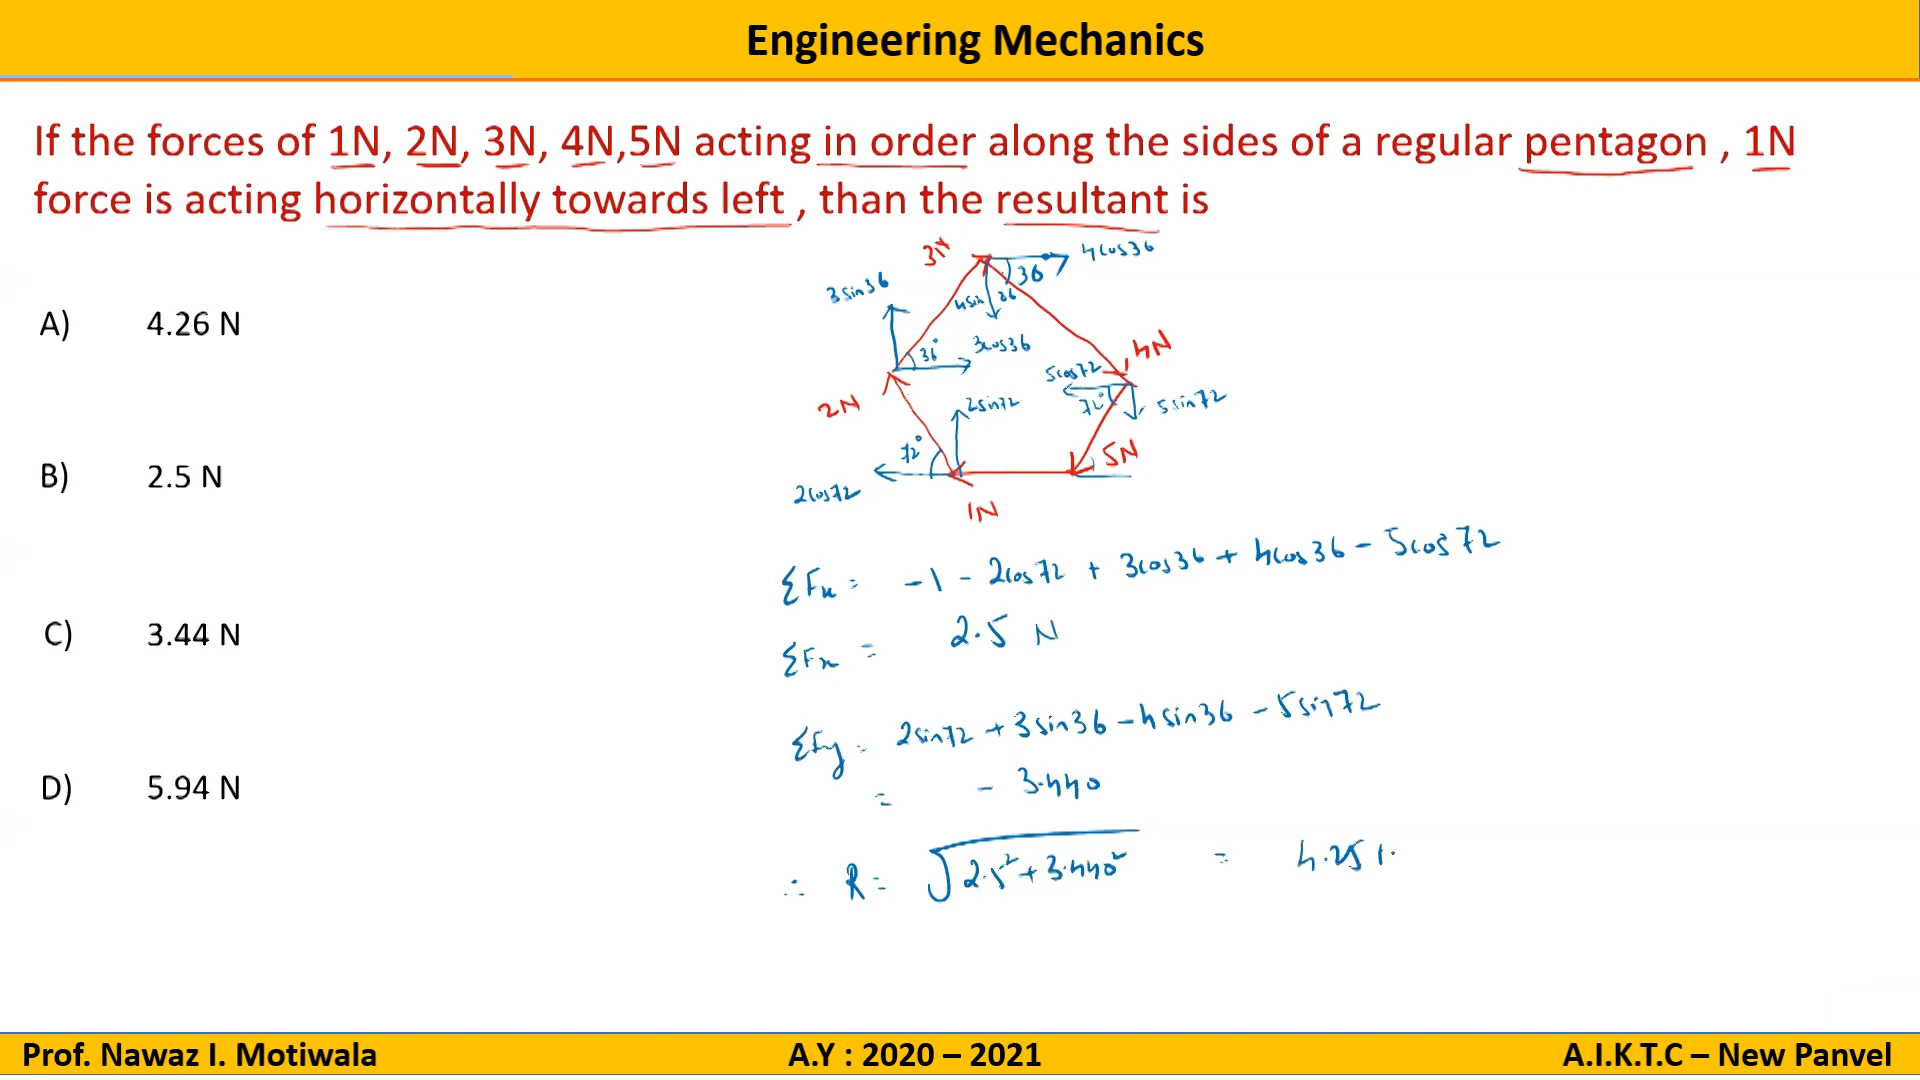 Engineering Mechanics
If the forces of 1N, 2N, 3N, 4N,5N acting in order along the sides of a regular pentagon , 1N
force is acting horizontally towards left , than the resultant is
A) 4.26 N
B) 2.5 N
C) 3.44 N
D) 5.94 N
3N
4cos36
36
3sin36
4sin36
36°
3cos36
4N
5cos72
72°
5sin72
2N
2sin72
72°
5N
2cos72
1N
ΣFx = -1 - 2cos72 + 3cos36 + 4cos36 - 5cos72
ΣFx = 2.5 N
ΣFy = 2sin72 + 3sin36 - 4sin36 - 5sin72
= - 3.440
∴ R = √2.5² + 3.440² = 4.25
Prof. Nawaz I. Motiwala
A.Y : 2020 – 2021
A.I.K.T.C – New Panvel